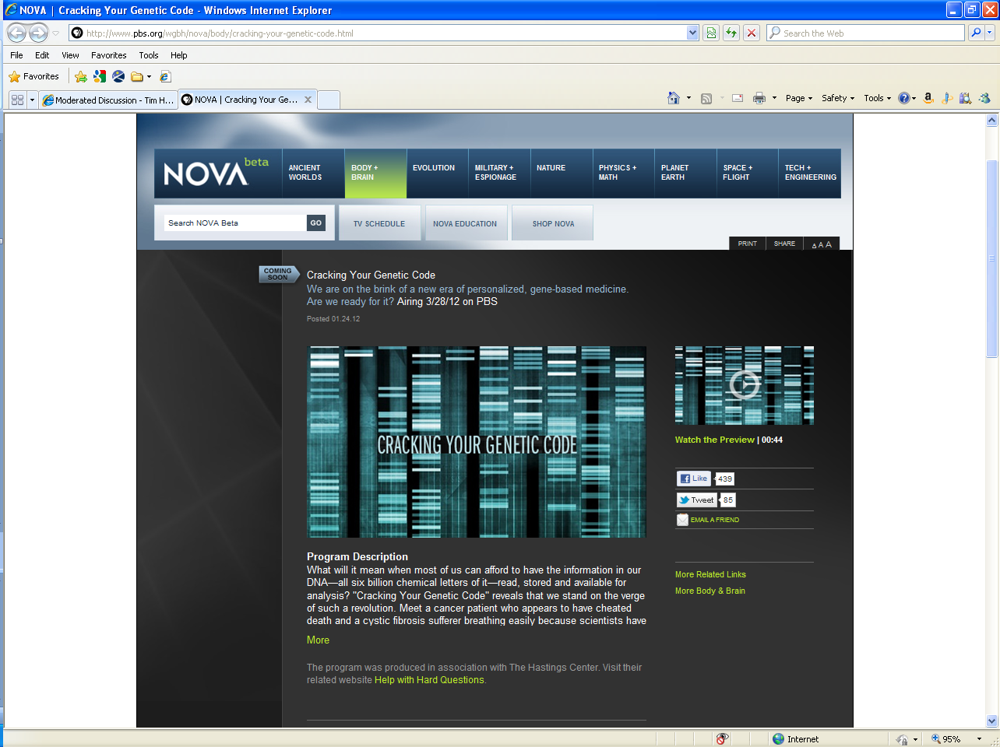 NOVA | Cracking Your Genetic Code - Windows Internet Explorer
http://www.pbs.org/wgbh/nova/body/cracking-your-genetic-code.html
Search the Web
File Edit View Favorites Tools Help
Favorites
Moderated Discussion - Tim H...
NOVA | Cracking Your Ge...
Page Safety Tools
NOVA beta
ANCIENT WORLDS
BODY + BRAIN
EVOLUTION
MILITARY + ESPIONAGE
NATURE
PHYSICS + MATH
PLANET EARTH
SPACE + FLIGHT
TECH + ENGINEERING
Search NOVA Beta GO
TV SCHEDULE
NOVA EDUCATION
SHOP NOVA
PRINT SHARE A A A
COMING SOON
Cracking Your Genetic Code
We are on the brink of a new era of personalized, gene-based medicine.
Are we ready for it? Airing 3/28/12 on PBS
Posted 01.24.12
CRACKING YOUR GENETIC CODE
Watch the Preview | 00:44
Like 439
Tweet 85
EMAIL A FRIEND
More Related Links
More Body & Brain
Program Description
What will it mean when most of us can afford to have the information in our
DNA—all six billion chemical letters of it—read, stored and available for
analysis? "Cracking Your Genetic Code" reveals that we stand on the verge
of such a revolution. Meet a cancer patient who appears to have cheated
death and a cystic fibrosis sufferer breathing easily because scientists have
More
The program was produced in association with The Hastings Center. Visit their
related website Help with Hard Questions.
Internet
95%